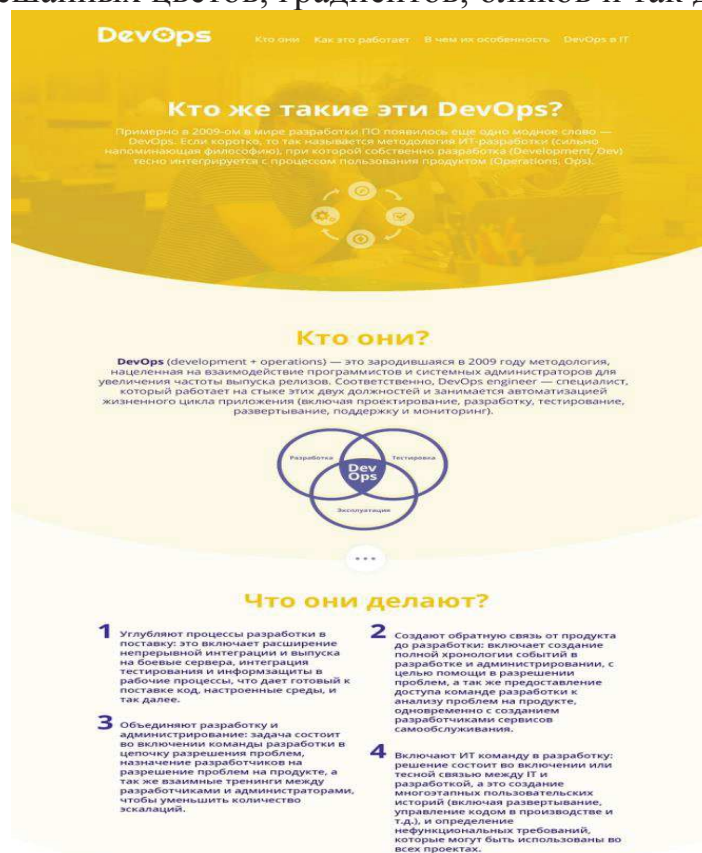 цветов, градиентов, бликов и так д
DevOps
Кто они Как это работает В чем их особенность DevOps в IT
Кто же такие эти DevOps?
Примерно в 2009-ом в мире разработки ПО появилось еще одно модное слово —
DevOps. Если коротко, то так называется методология ИТ-разработки (сильно
напоминающая философию), при которой собственно разработка (Development/Dev)
тесно интегрируется с процессом пользования продуктом (Operations, Ops).
Кто они?
DevOps (development + operations) — это зародившаяся в 2009 году методология,
нацеленная на взаимодействие программистов и системных администраторов для
увеличения частоты выпуска релизов. Соответственно, DevOps engineer — специалист,
который работает на стыке этих двух должностей и занимается автоматизацией
жизненного цикла приложения (включая проектирование, разработку, тестирование,
развертывание, поддержку и мониторинг).
Разработка
Тестировка
Dev
Ops
Эксплуатация
Что они делают?
1 Углубляют процессы разработки в
поставку: это включает расширение
непрерывной интеграции и выпуска
на боевые сервера, интеграция
тестирования и информзащиты в
рабочие процессы, что дает готовый к
поставке код, настроенные среды, и
так далее.
2 Создают обратную связь от продукта
до разработки: включает создание
полной хронологии событий в
разработке и администрировании, с
целью помощи в разрешении
проблем, а так же предоставление
доступа команде разработки к
анализу проблем на продукте,
одновременно с созданием
разработчиками сервисов
самообслуживания.
3 Объединяют разработку и
администрирование: задача состоит
во включении команды разработки в
цепочку разрешения проблем,
назначение разработчиков на
разрешение проблем на продукте, а
так же взаимные тренинги между
разработчиками и администраторами,
чтобы уменьшить количество
эскалаций.
4 Включают ИТ команду в разработку:
решение состоит во включении или
тесной связью между IT и
разработкой, а это создание
многоэтапных пользовательских
историй (включая развертывание,
управление кодом в производстве и
т.д.), и определение
нефункциональных требований,
которые могут быть использованы во
всех проектах.